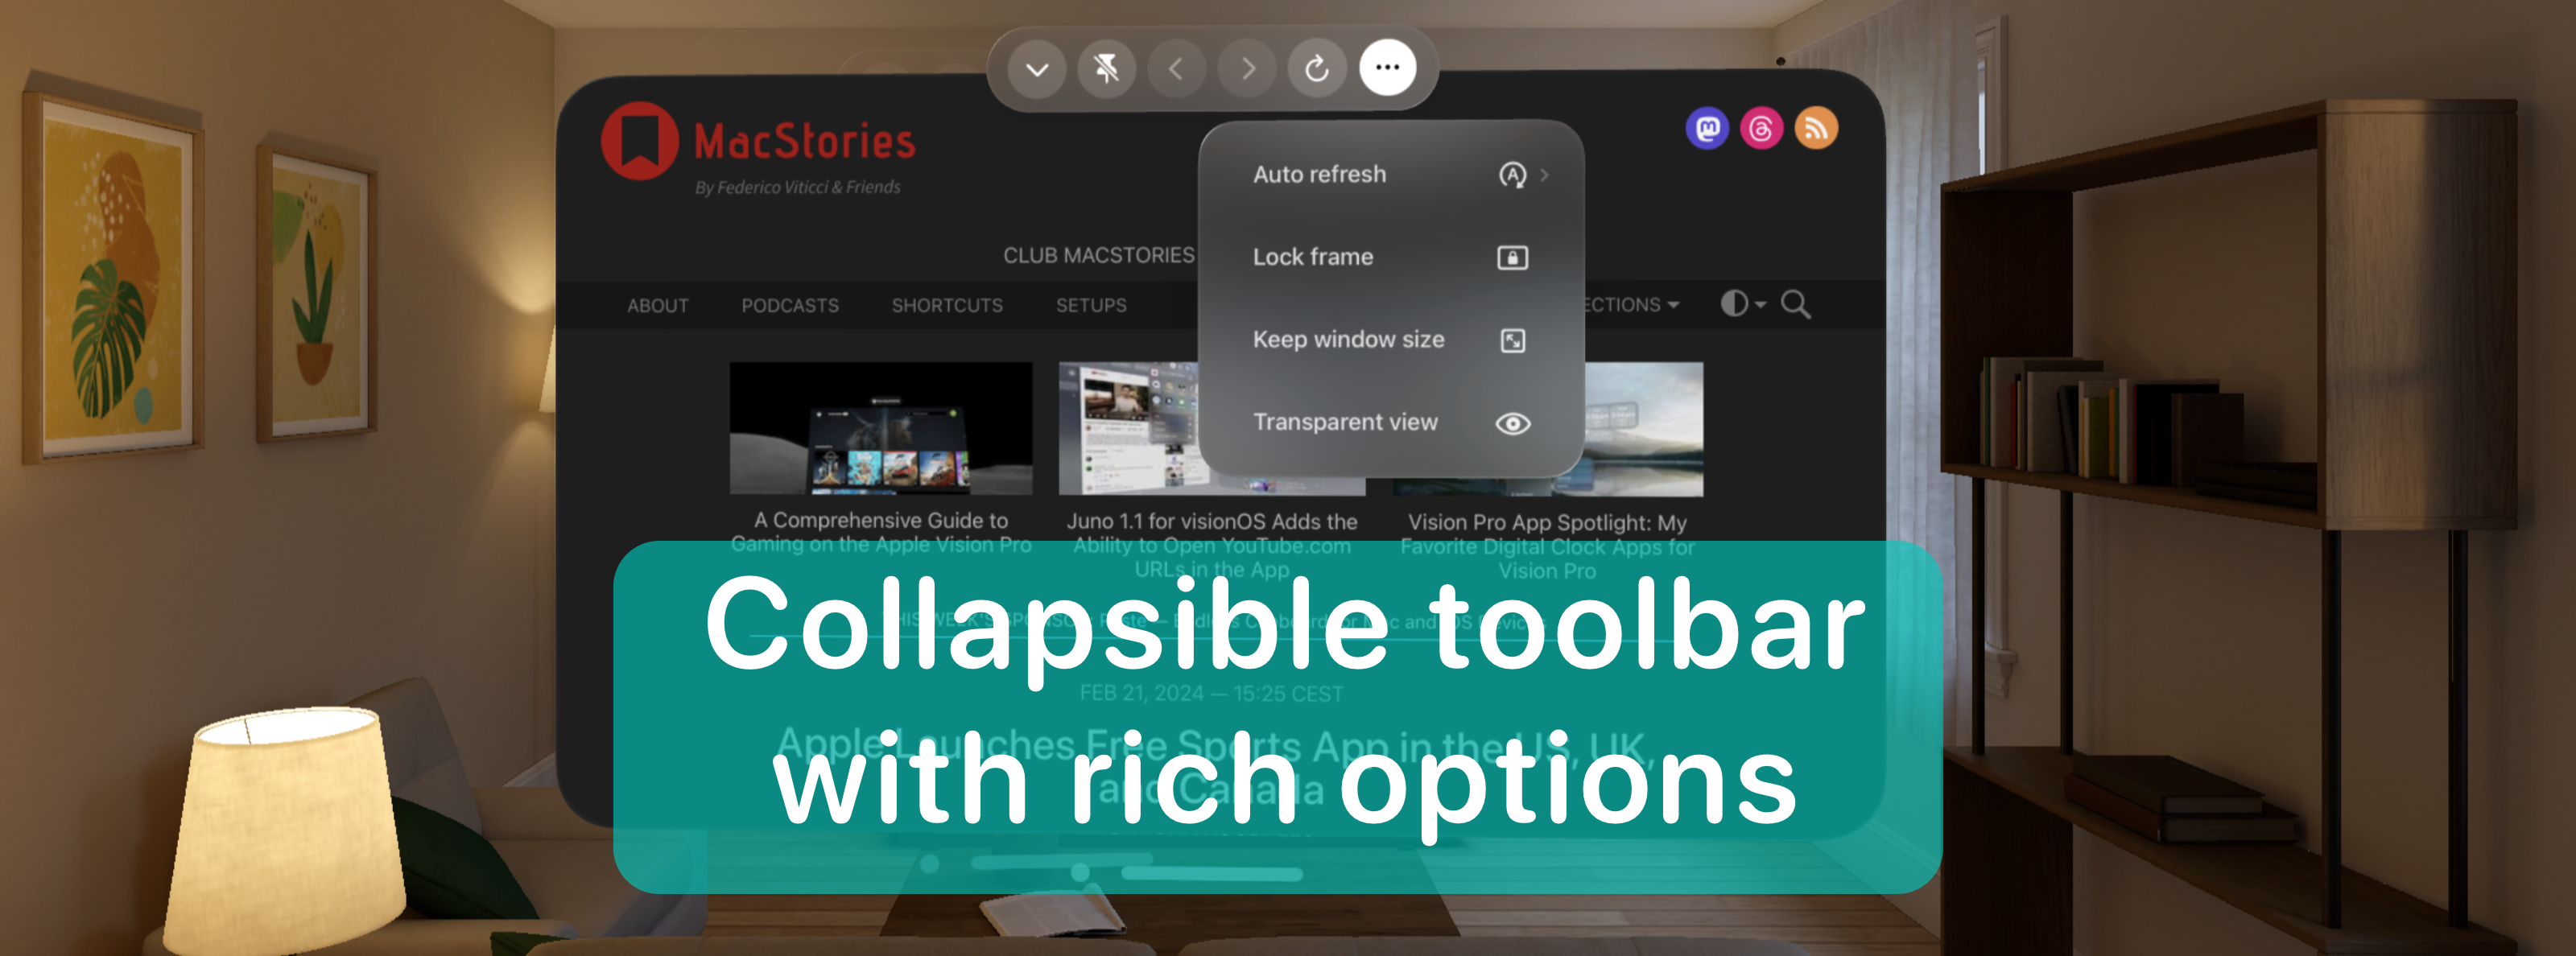 MacStories
By Federico Viticci & Friends
Auto refresh
Lock frame
Keep window size
Transparent view
CLUB MACSTORIES
ABOUT PODCASTS SHORTCUTS SETUPS ECTIONS
A Comprehensive Guide to
Gaming on the Apple Vision Pro
Juno 1.1 for visionOS Adds the
Ability to Open YouTube.com
URLs in the App
Vision Pro App Spotlight: My
Favorite Digital Clock Apps for
Vision Pro
Collapsible toolbar
with rich options
FEB 21, 2024 — 15:25 CEST
Apple Launches Free Sports App in the US, UK,
and Canada